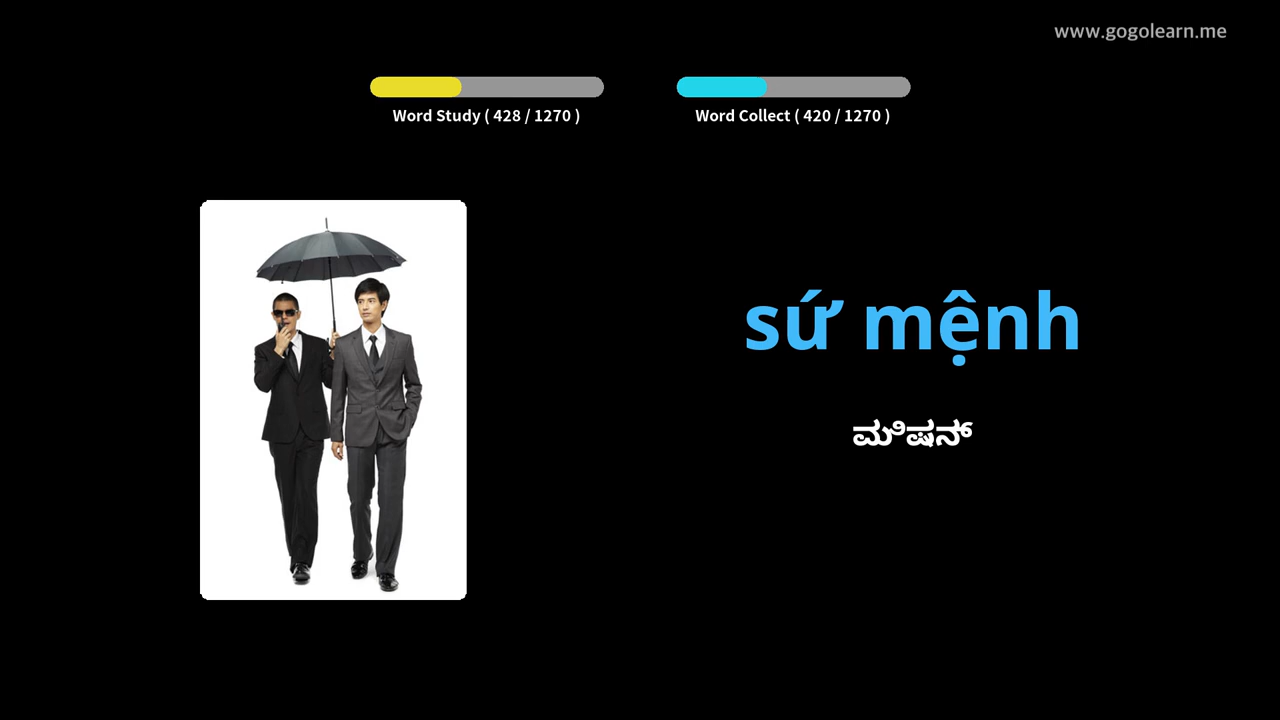 www.gogolearn.me
Word Study ( 428 / 1270 )
Word Collect ( 420 / 1270 )
sứ mệnh
ಮಿಷನ್